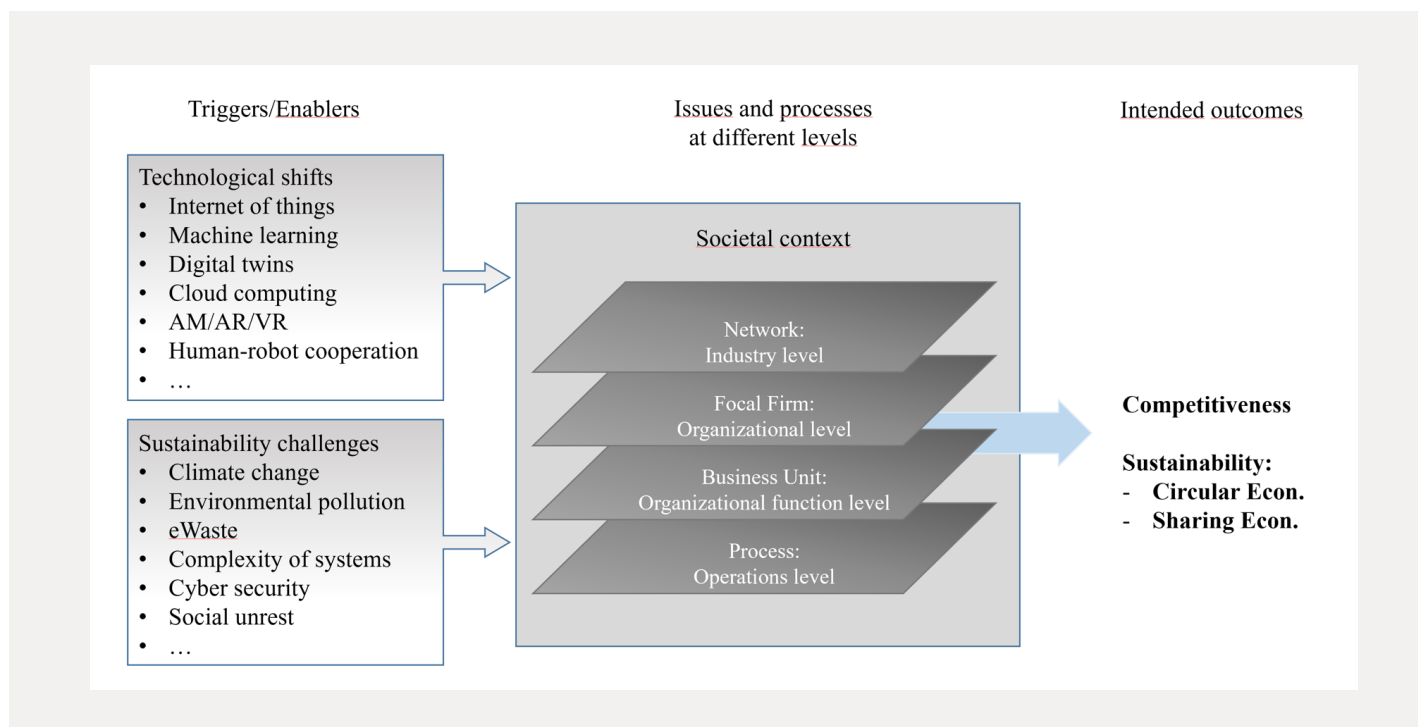 Triggers/Enablers
Issues and processes
at different levels
Intended outcomes
Technological shifts
• Internet of things
• Machine learning
• Digital twins
• Cloud computing
• AM/AR/VR
• Human-robot cooperation
• …
Sustainability challenges
• Climate change
• Environmental pollution
• eWaste
• Complexity of systems
• Cyber security
• Social unrest
• …
Societal context
Network:
Industry level
Focal Firm:
Organizational level
Business Unit:
Organizational function level
Process:
Operations level
Competitiveness
Sustainability:
- Circular Econ.
- Sharing Econ.